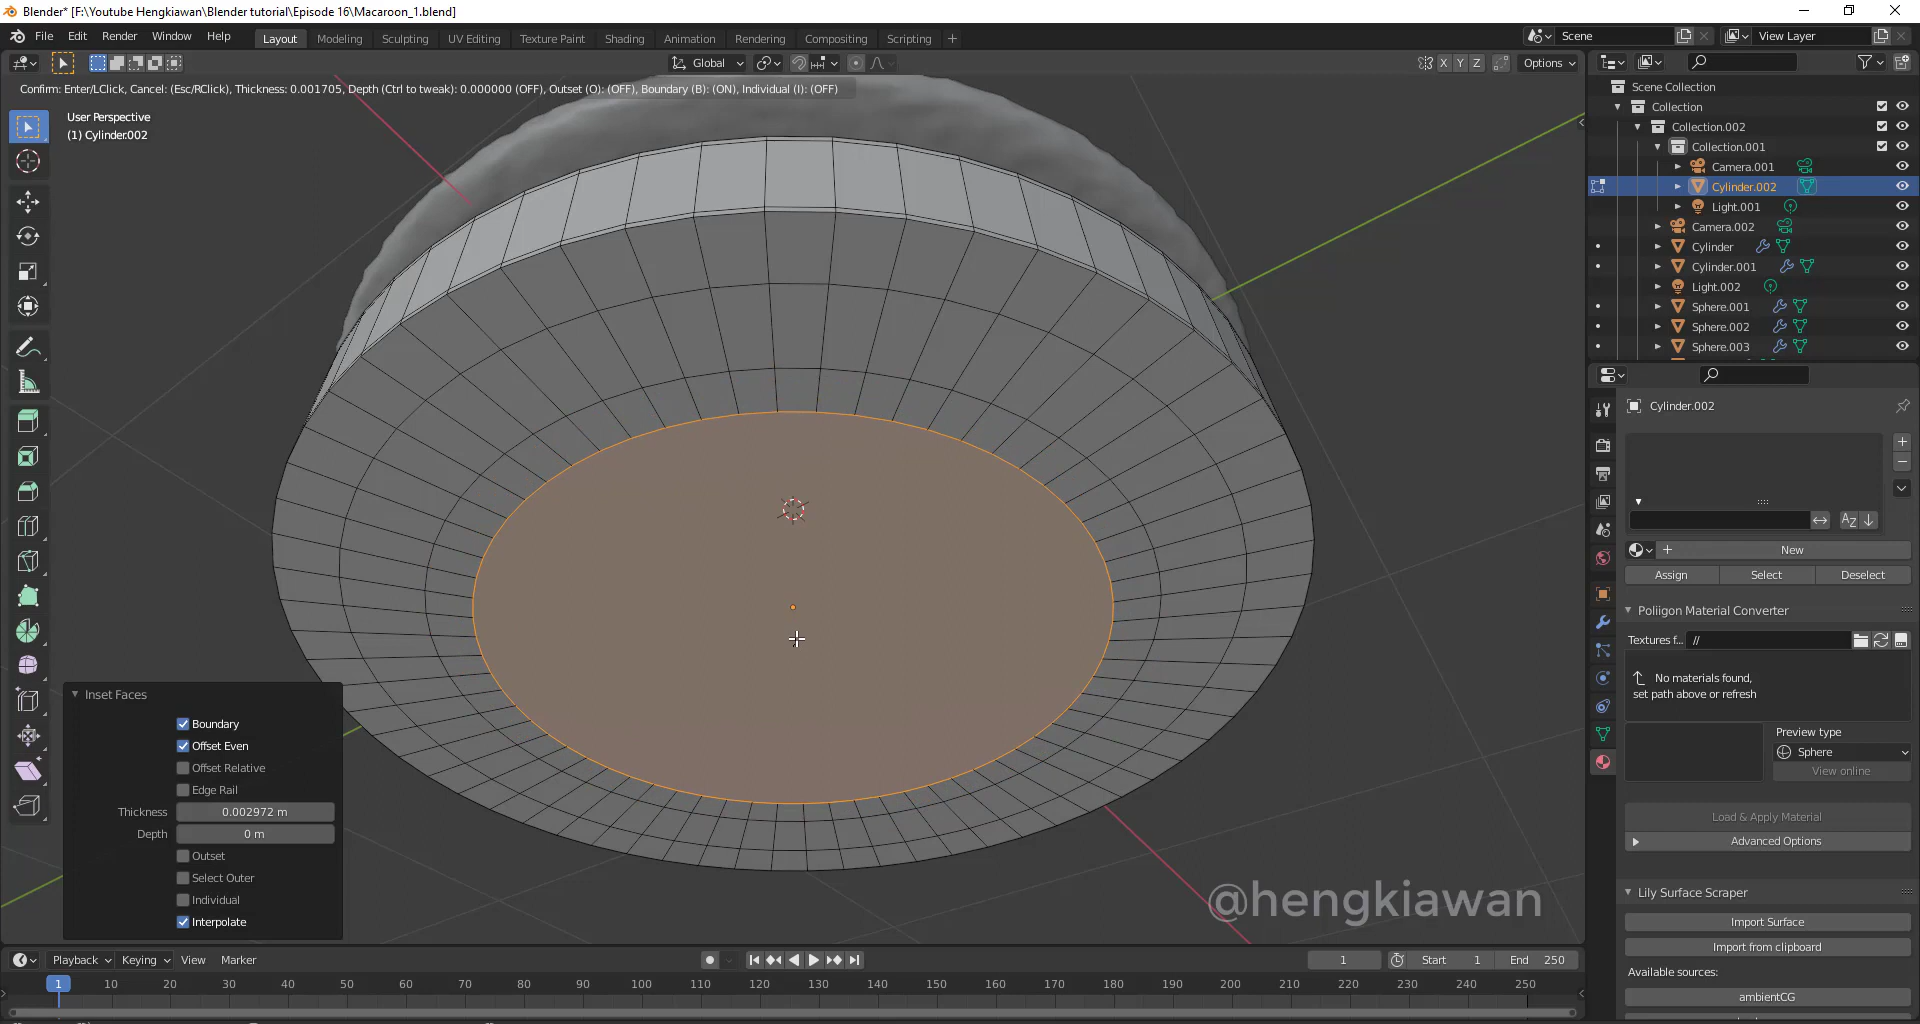 Blender* [F:\Youtube Hengkiawan\Blender tutorial\Episode 16\Macaroon_1.blend]
File Edit Render Window Help Layout Modeling Sculpting UV Editing Texture Paint Shading Animation Rendering Compositing Scripting + Scene View Layer
Global X Y Z Options
Confirm: Enter/LClick, Cancel: (Esc/RClick), Thickness: 0.001705, Depth (Ctrl to tweak): 0.000000 (OFF), Outset (O): (OFF), Boundary (B): (ON), Individual (I): (OFF)
User Perspective
(1) Cylinder.002
Scene Collection
Collection
Collection.002
Collection.001
Camera.001
Cylinder.002
Light.001
Camera.002
Cylinder
Cylinder.001
Light.002
Sphere.001
Sphere.002
Sphere.003
Cylinder.002
New
Assign Select Deselect
Poliigon Material Converter
Textures f... //
No materials found,
set path above or refresh
Preview type
Sphere
View online
Load & Apply Material
Advanced Options
Lily Surface Scraper
Import Surface
Import from clipboard
Available sources:
ambientCG
Inset Faces
Boundary
Offset Even
Offset Relative
Edge Rail
Thickness 0.002972 m
Depth 0 m
Outset
Select Outer
Individual
Interpolate
@hengkiawan
Playback Keying View Marker 1 Start 1 End 250
1 10 20 30 40 50 60 70 80 90 100 110 120 130 140 150 160 170 180 190 200 210 220 230 240 250